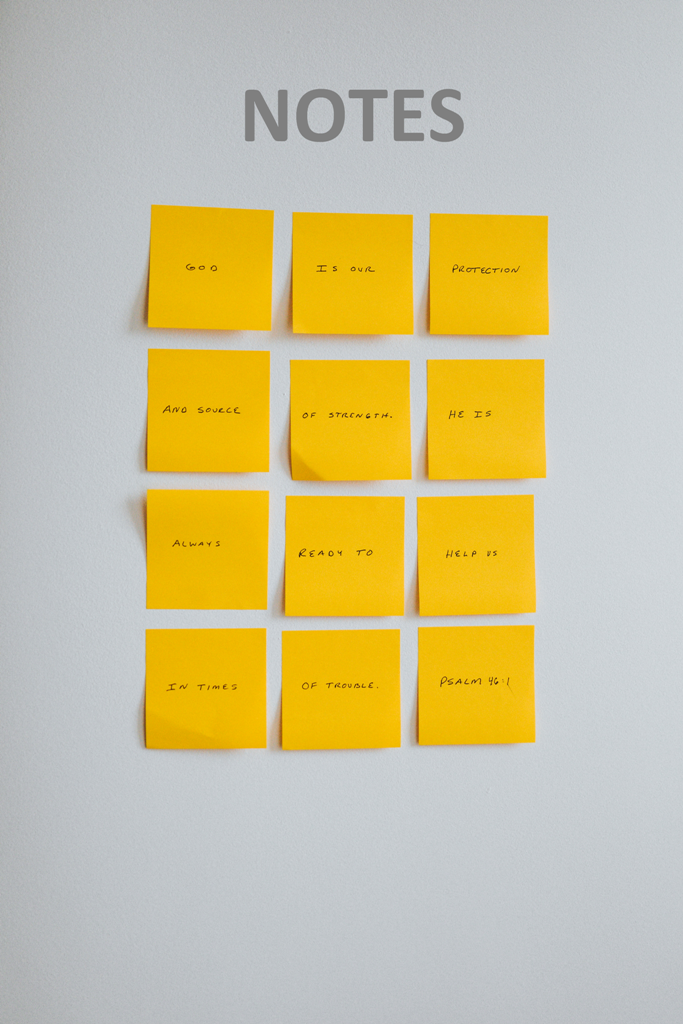 NOTES
GOD
IS OUR
PROTECTION
AND SOURCE
OF STRENGTH.
HE IS
ALWAYS
READY TO
HELP US
IN TIMES
OF TROUBLE.
PSALM 46:1